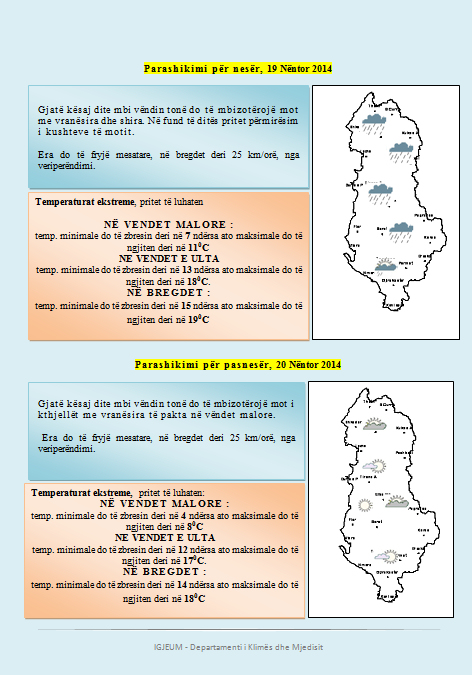 Parashikimi për nesër, 19 Nëntor 2014
Gjatë kësaj dite mbi vëndin tonë do të mbizotërojë mot
me vranësira dhe shira. Në fund të ditës pritet përmirësim
i kushteve të motit.
Era do të fryjë mesatare, në bregdet deri 25 km/orë, nga
veriperëndimi.
Temperaturat ekstreme, pritet të luhaten
NË VENDET MALORE :
temp. minimale do të zbresin deri në 7 ndërsa ato maksimale do të
ngjiten deri në 11⁰C
NE VENDET E ULTA
temp. minimale do të zbresin deri në 13 ndërsa ato maksimale do të
ngjiten deri në 18⁰C.
NË BREGDET :
temp. minimale do të zbresin deri në 15 ndërsa ato maksimale do të
ngjiten deri në 19⁰C
Parashikimi për pasnesër, 20 Nëntor 2014
Gjatë kësaj dite mbi vëndin tonë do të mbizotërojë mot i
kthjellët me vranësira të pakta në vëndet malore.
Era do të fryjë mesatare, në bregdet deri 25 km/orë, nga
veriperëndimi.
Temperaturat ekstreme, pritet të luhaten:
NË VENDET MALORE :
temp. minimale do të zbresin deri në 4 ndërsa ato maksimale do të
ngjiten deri në 8⁰C
NE VENDET E ULTA
temp. minimale do të zbresin deri në 12 ndërsa ato maksimale do të
ngjiten deri në 17⁰C.
NË BREGDET :
temp. minimale do të zbresin deri në 14 ndërsa ato maksimale do të
ngjiten deri në 18⁰C
IGJEUM - Departamenti i Klimës dhe Mjedisit